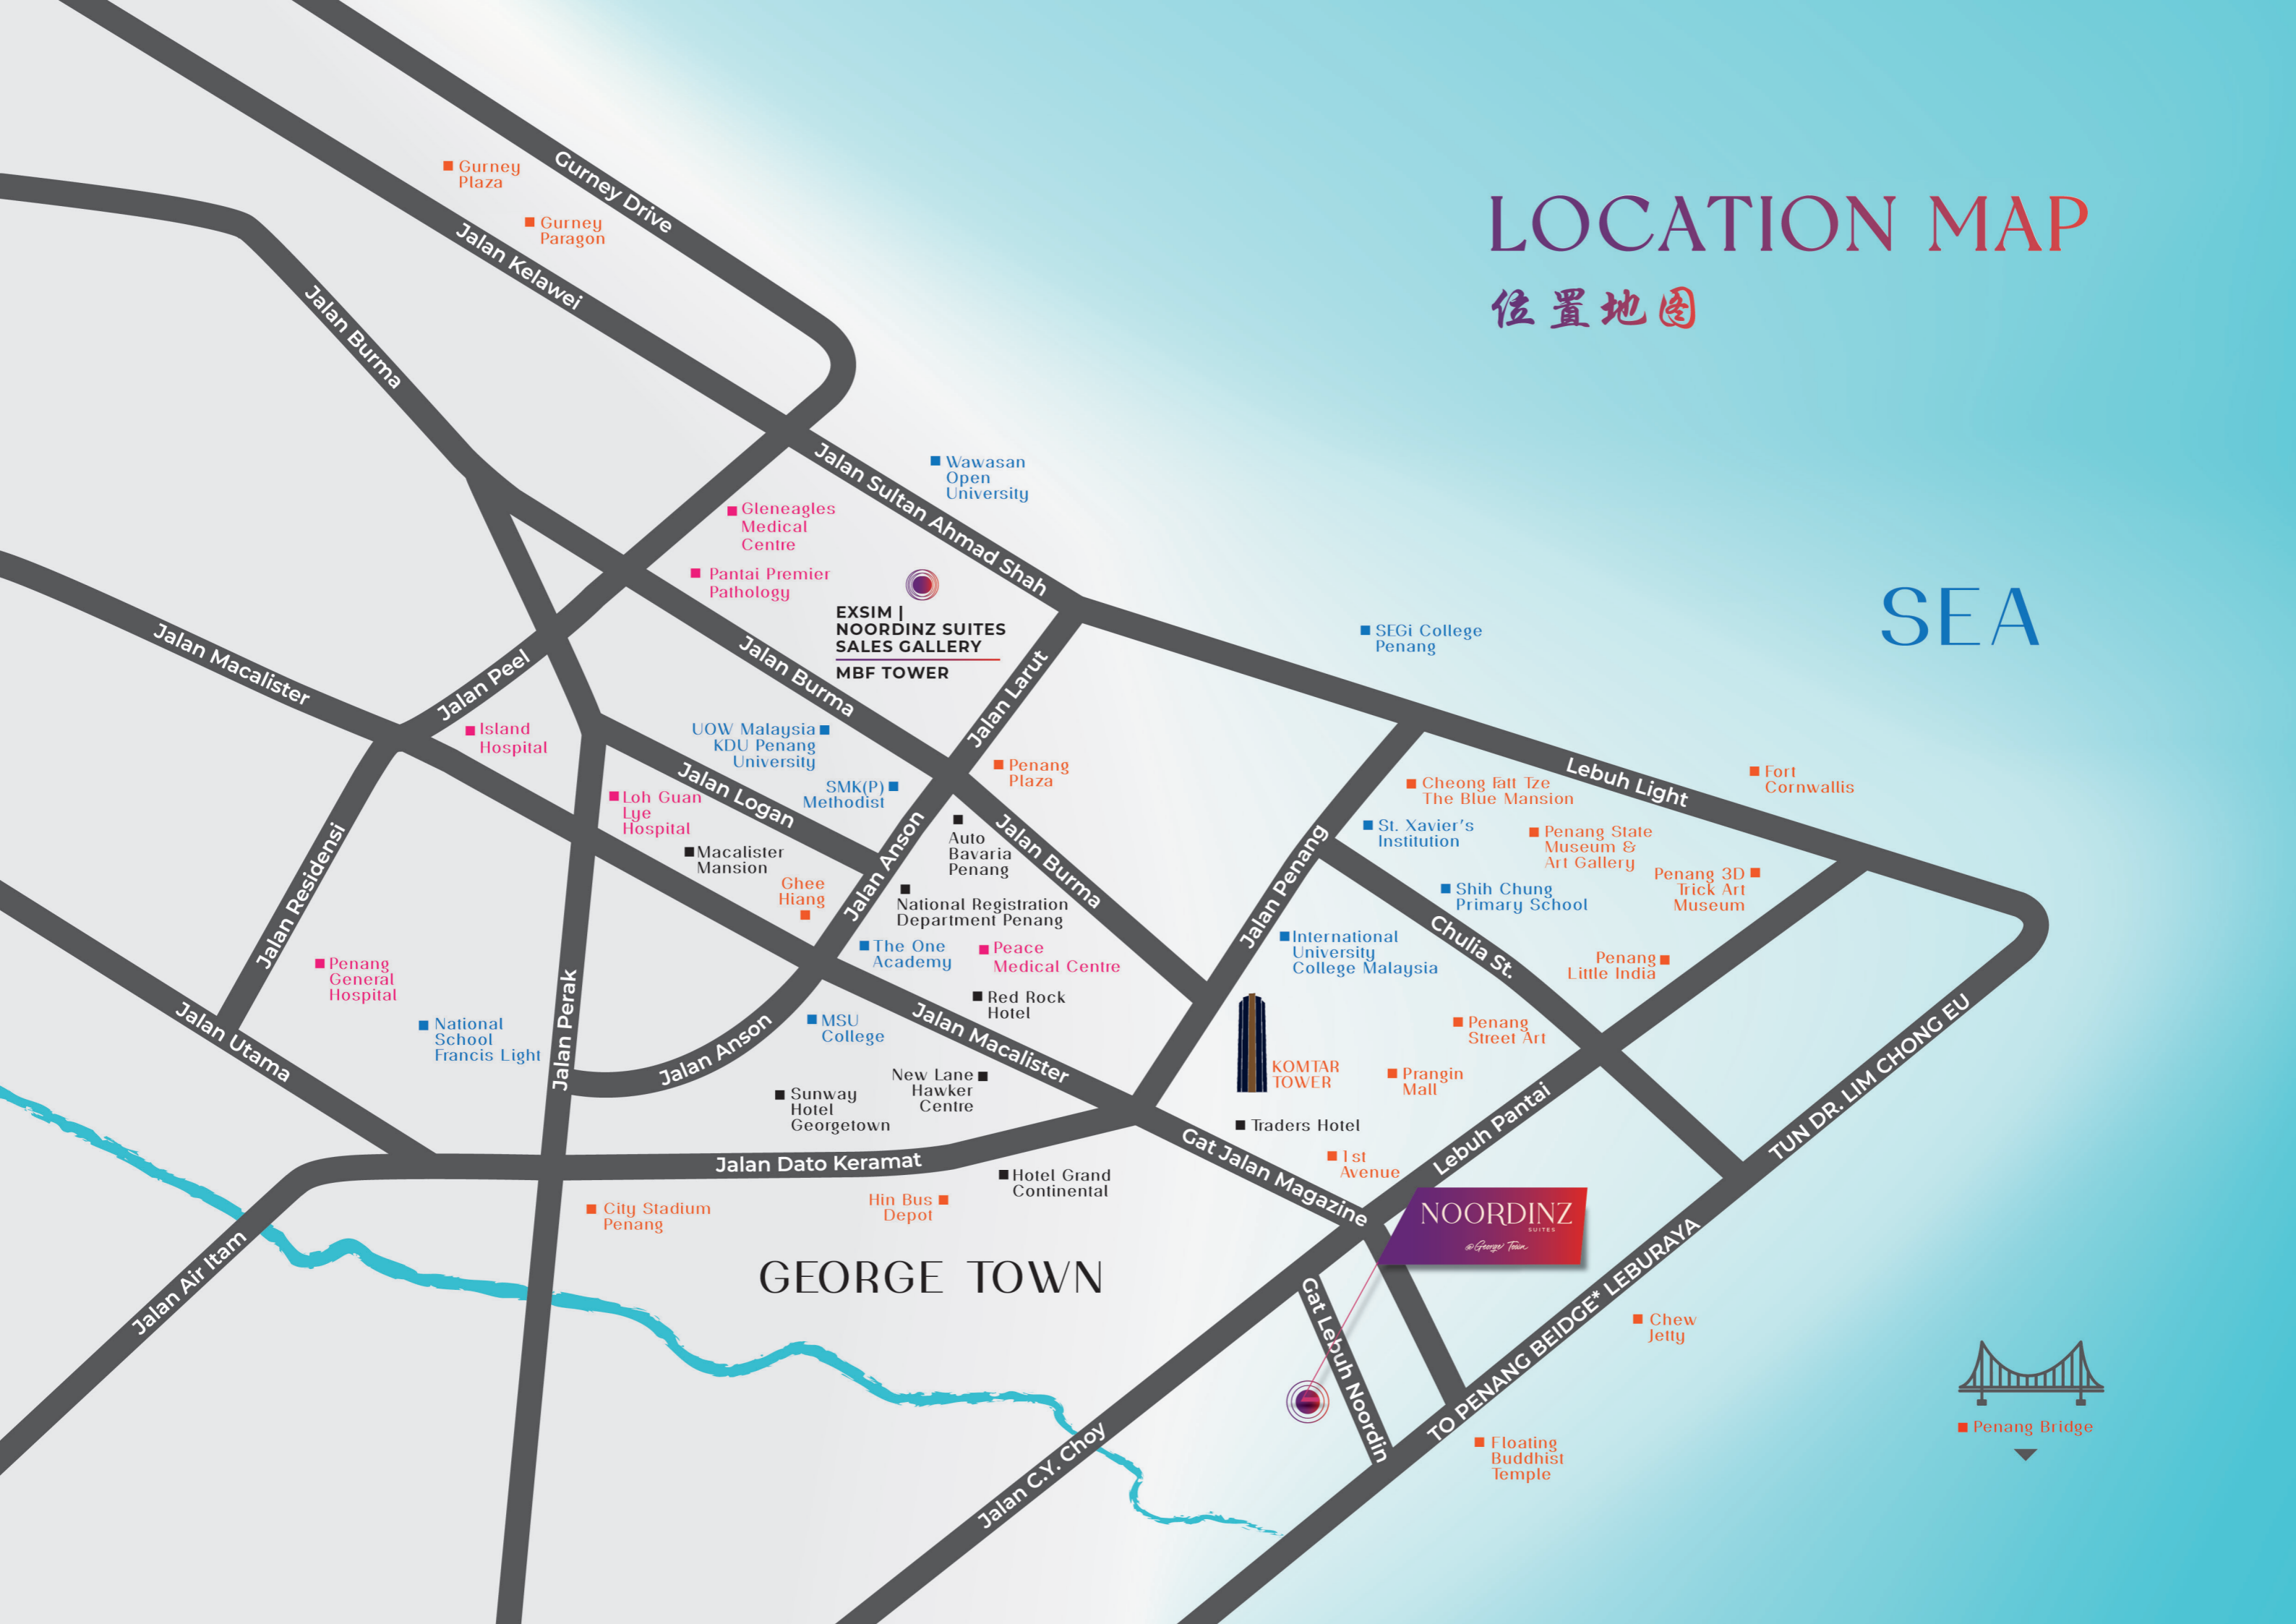 LOCATION MAP
位置地图
SEA
Gurney
Plaza
Gurney
Paragon
Gurney Drive
Jalan Kelawei
Jalan Burma
Jalan Sultan Ahmad Shah
Wawasan
Open
University
Gleneagles
Medical
Centre
Pantai Premier
Pathology
EXSIM |
NOORDINZ SUITES
SALES GALLERY
MBF TOWER
Jalan Macalister
Jalan Peel
Jalan Burma
Jalan Larut
SEGi College
Penang
Island
Hospital
UOW Malaysia
KDU Penang
University
SMK(P)
Methodist
Jalan Logan
Loh Guan
Lye
Hospital
Macalister
Mansion
Ghee
Hiang
Jalan Anson
Penang
Plaza
Auto
Bavaria
Penang
Jalan Burma
National Registration
Department Penang
The One
Academy
Peace
Medical Centre
Red Rock
Hotel
Lebuh Light
Fort
Cornwallis
Cheong Fatt Tze
The Blue Mansion
St. Xavier's
Institution
Penang State
Museum &
Art Gallery
Penang 3D
Trick Art
Museum
Shih Chung
Primary School
Jalan Penang
Chulia St.
International
University
College Malaysia
Penang
Little India
Penang
Street Art
KOMTAR
TOWER
Prangin
Mall
Traders Hotel
1st
Avenue
Lebuh Pantai
TUN DR. LIM CHONG EU
Jalan Residensi
Penang
General
Hospital
National
School
Francis Light
Jalan Utama
Jalan Perak
Jalan Anson
MSU
College
Jalan Macalister
New Lane
Hawker
Centre
Sunway
Hotel
Georgetown
Jalan Dato Keramat
Gat Jalan Magazine
Hotel Grand
Continental
City Stadium
Penang
Hin Bus
Depot
GEORGE TOWN
Jalan Air Itam
NOORDINZ
SUITES
@George Town
Gat Lebuh Noordin
TO PENANG BEIDGE* LEBURAYA
Chew
Jetty
Floating
Buddhist
Temple
Jalan C.Y. Choy
Penang Bridge